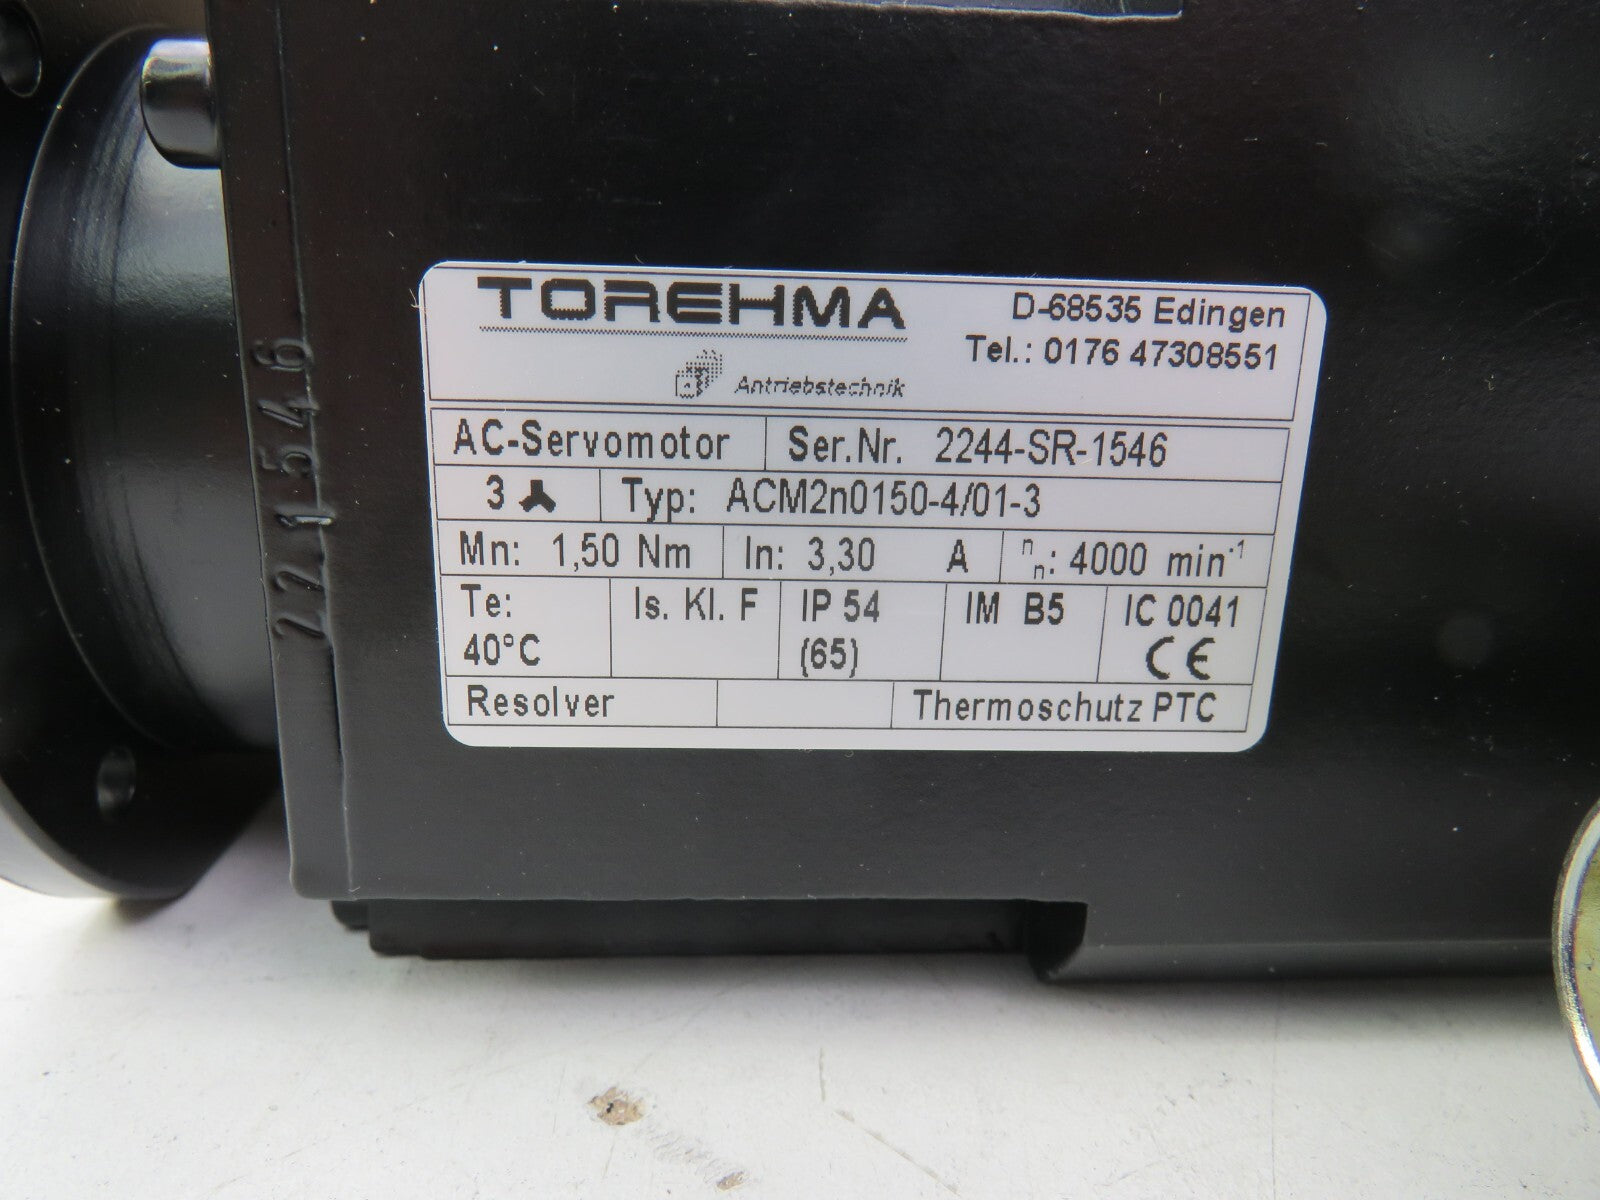 TOREHMA
Antriebstechnik
D-68535 Edingen
Tel.: 0176 47308551
AC-Servomotor Ser.Nr. 2244-SR-1546
3 Typ: ACM2n0150-4/01-3
Mn: 1,50 Nm In: 3,30 A nn: 4000 min-1
Te: 40°C Is. Kl. F IP 54 (65) IM B5 IC 0041 CE
Resolver Thermoschutz PTC
221546